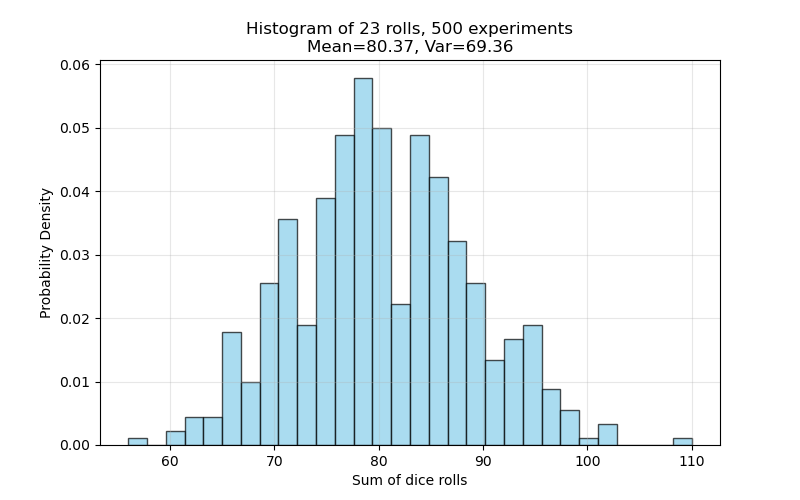 Histogram of 23 rolls, 500 experiments
Mean=80.37, Var=69.36
0.06
0.05
0.04
0.03
0.02
0.01
0.00
Probability Density
60 70 80 90 100 110
Sum of dice rolls